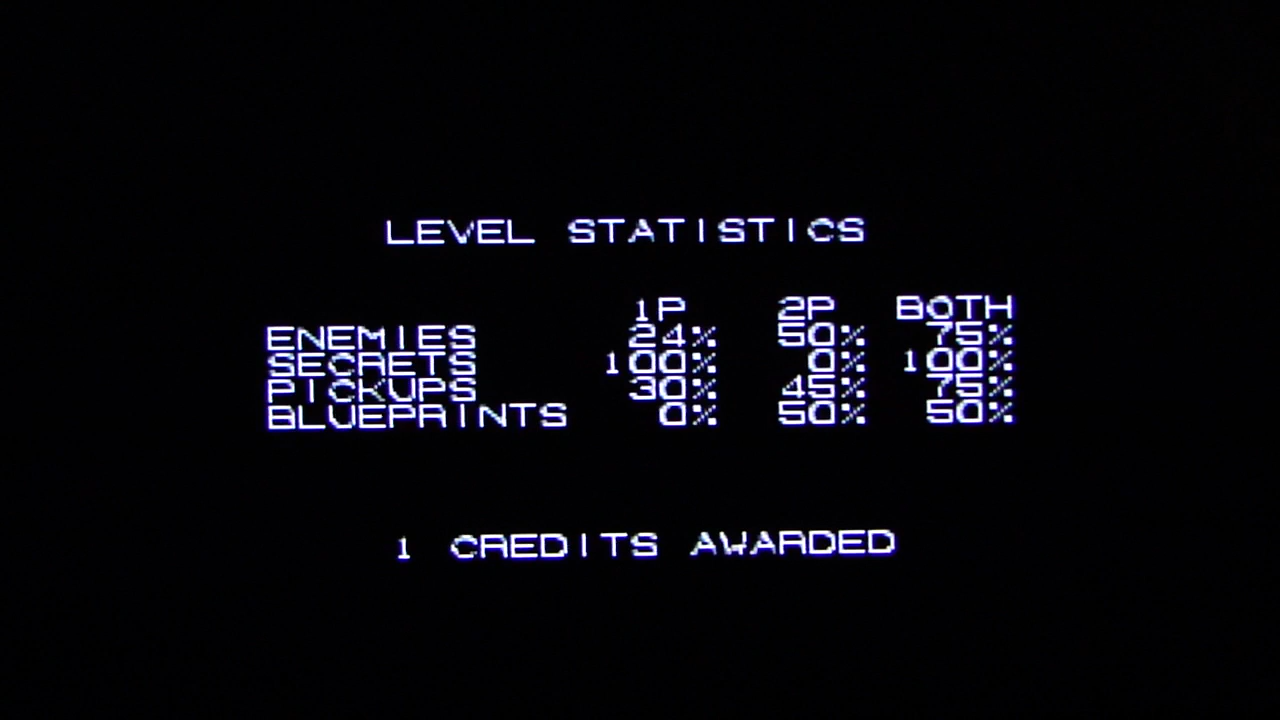 LEVEL STATISTICS
1P 2P BOTH
ENEMIES 24% 50% 75%
SECRETS 100% 0% 100%
PICKUPS 30% 45% 75%
BLUEPRINTS 0% 50% 50%
1 CREDITS AWARDED